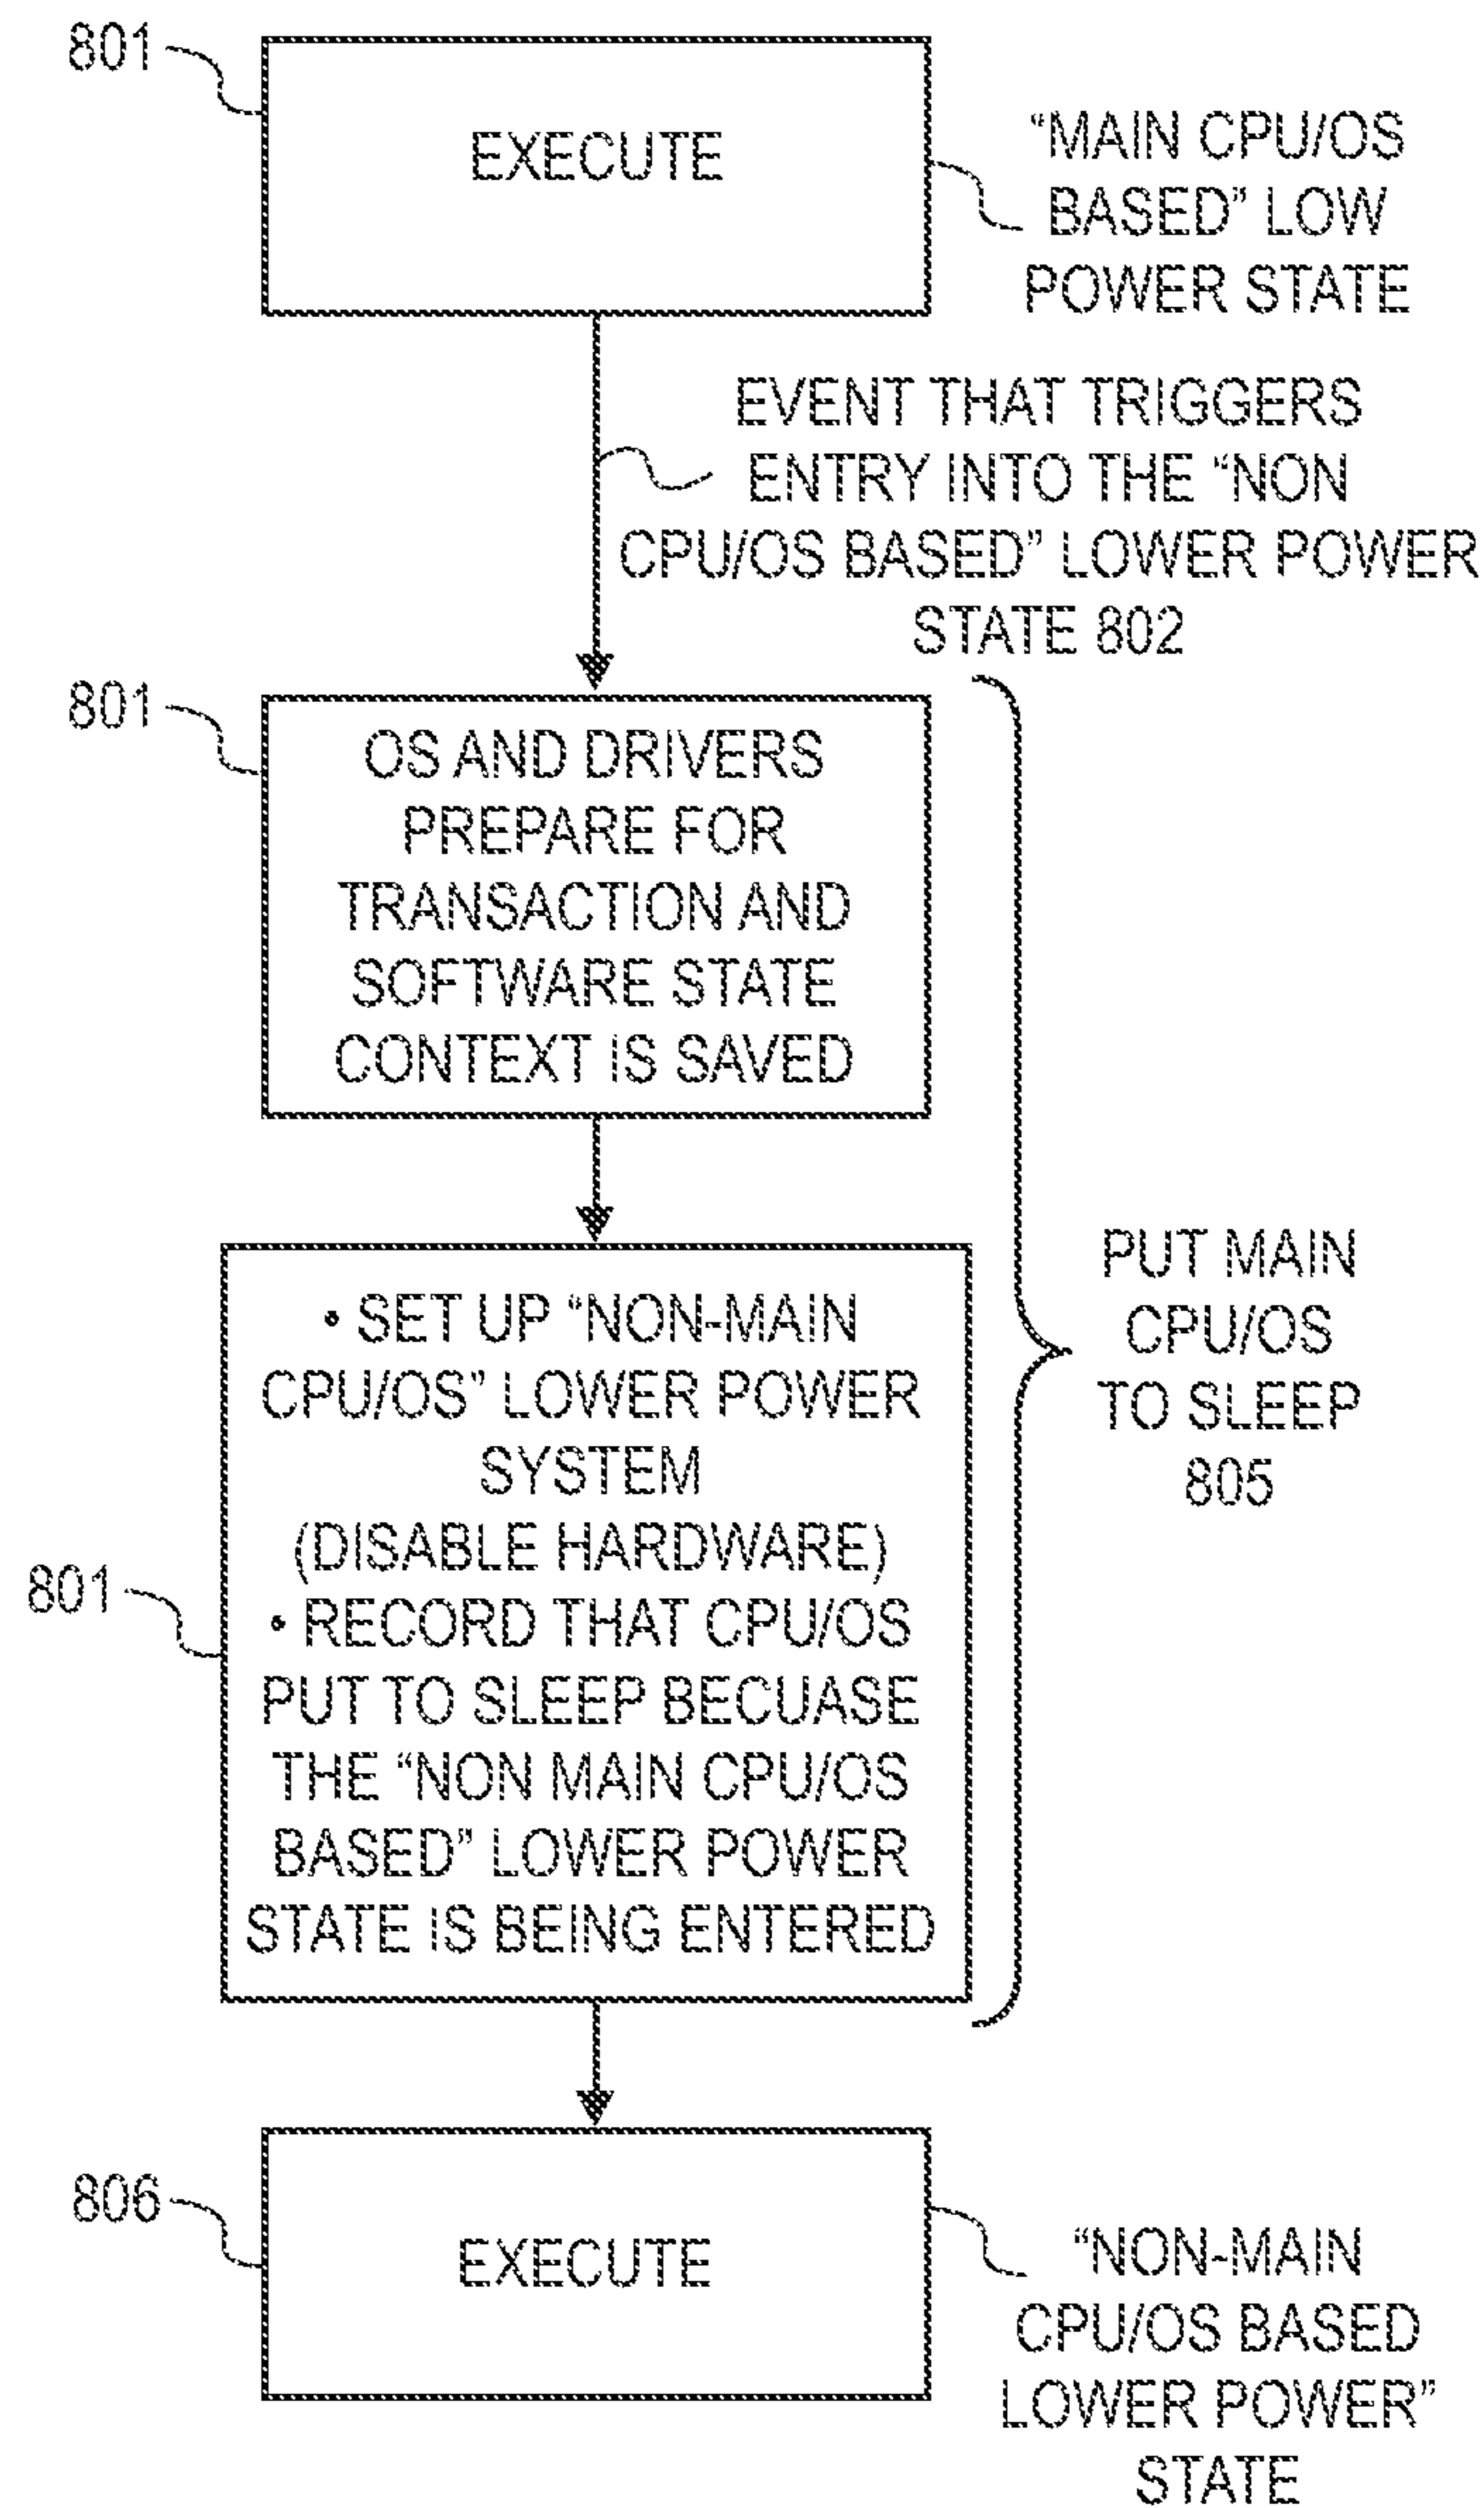 801
EXECUTE
“MAIN CPU/OS
BASED” LOW
POWER STATE
EVENT THAT TRIGGERS
ENTRY INTO THE “NON
CPU/OS BASED” LOWER POWER
STATE 802
801
OS AND DRIVERS
PREPARE FOR
TRANSACTION AND
SOFTWARE STATE
CONTEXT IS SAVED
801
• SET UP “NON-MAIN
CPU/OS” LOWER POWER
SYSTEM
(DISABLE HARDWARE)
• RECORD THAT CPU/OS
PUT TO SLEEP BECUASE
THE “NON MAIN CPU/OS
BASED” LOWER POWER
STATE IS BEING ENTERED
PUT MAIN
CPU/OS
TO SLEEP
805
806
EXECUTE
“NON-MAIN
CPU/OS BASED
LOWER POWER”
STATE